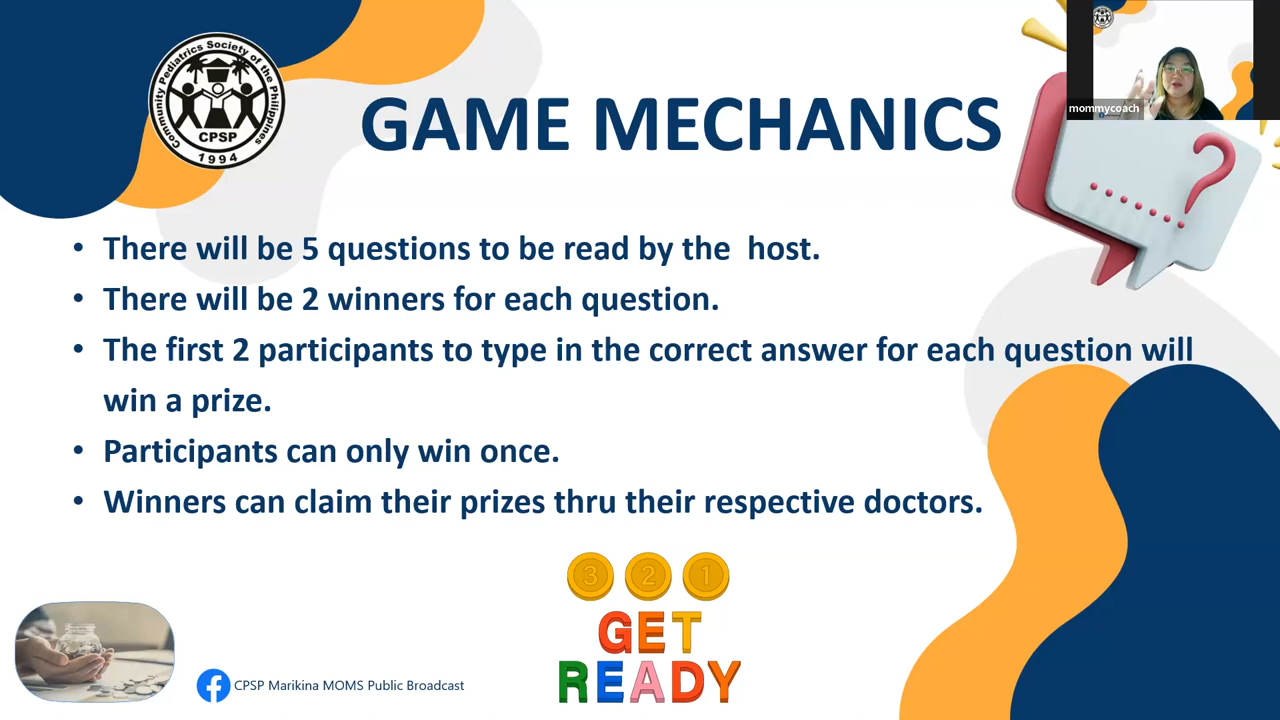 Community Pediatrics Society of the Philippines
CPSP
1994
GAME MECHANICS
mommycoach
?
• There will be 5 questions to be read by the  host.
• There will be 2 winners for each question.
• The first 2 participants to type in the correct answer for each question will
win a prize.
• Participants can only win once.
• Winners can claim their prizes thru their respective doctors.
3 2 1
GET
READY
CPSP Marikina MOMS Public Broadcast